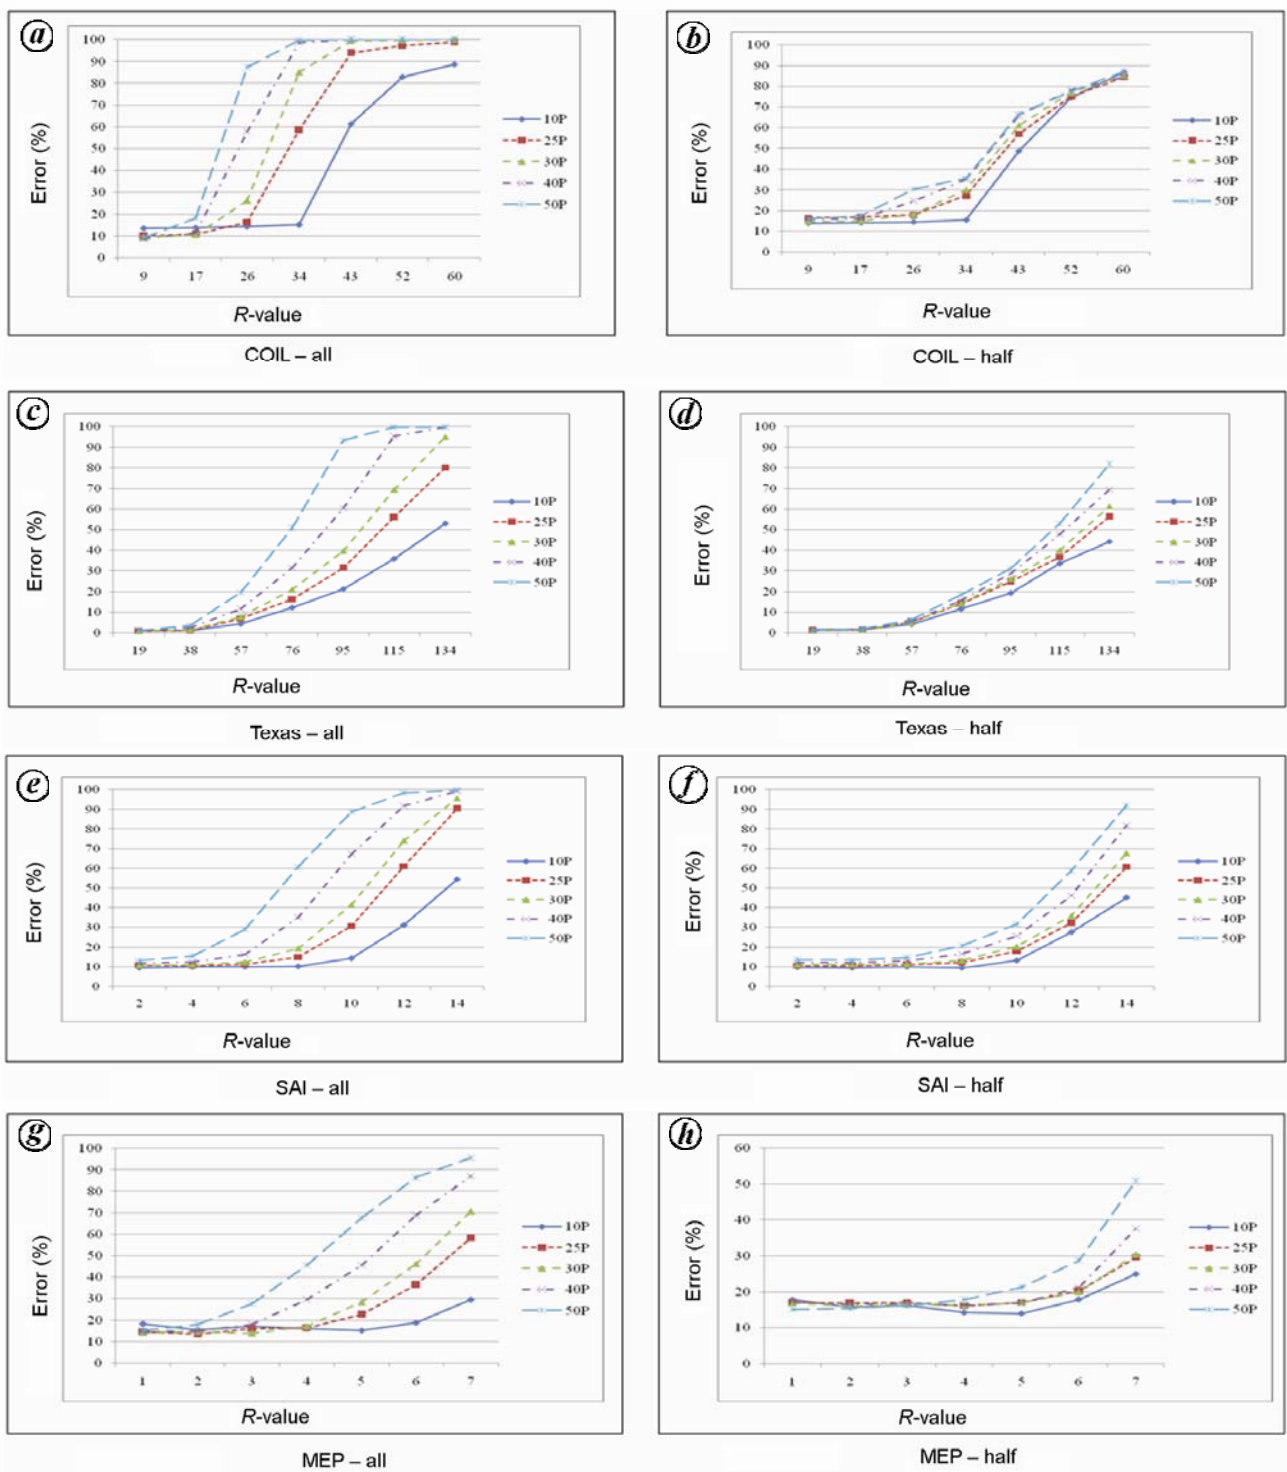 a
100
90
80
70
60
50
40
30
20
10
0
Error (%)
9 17 26 34 43 52 60
R-value
10P
25P
30P
40P
50P
COIL – all
b
100
90
80
70
60
50
40
30
20
10
0
Error (%)
9 17 26 34 43 52 60
R-value
10P
25P
30P
40P
50P
COIL – half
c
100
90
80
70
60
50
40
30
20
10
0
Error (%)
19 38 57 76 95 115 134
R-value
10P
25P
30P
40P
50P
Texas – all
d
100
90
80
70
60
50
40
30
20
10
0
Error (%)
19 38 57 76 95 115 134
R-value
10P
25P
30P
40P
50P
Texas – half
e
100
90
80
70
60
50
40
30
20
10
0
Error (%)
2 4 6 8 10 12 14
R-value
10P
25P
30P
40P
50P
SAI – all
f
100
90
80
70
60
50
40
30
20
10
0
Error (%)
2 4 6 8 10 12 14
R-value
10P
25P
30P
40P
50P
SAI – half
g
100
90
80
70
60
50
40
30
20
10
0
Error (%)
1 2 3 4 5 6 7
R-value
10P
25P
30P
40P
50P
MEP – all
h
60
50
40
30
20
10
0
Error (%)
1 2 3 4 5 6 7
R-value
10P
25P
30P
40P
50P
MEP – half